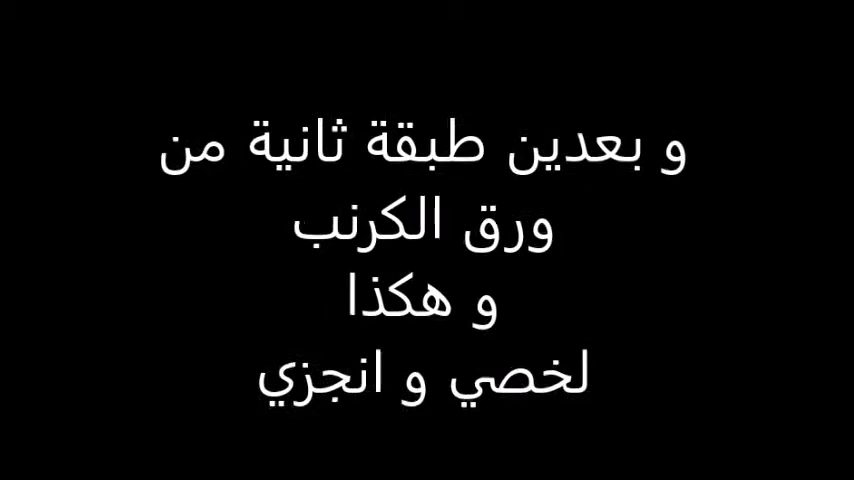 و بعدين طبقة ثانية من
ورق الكرنب
و هكذا
لخصي و انجزي